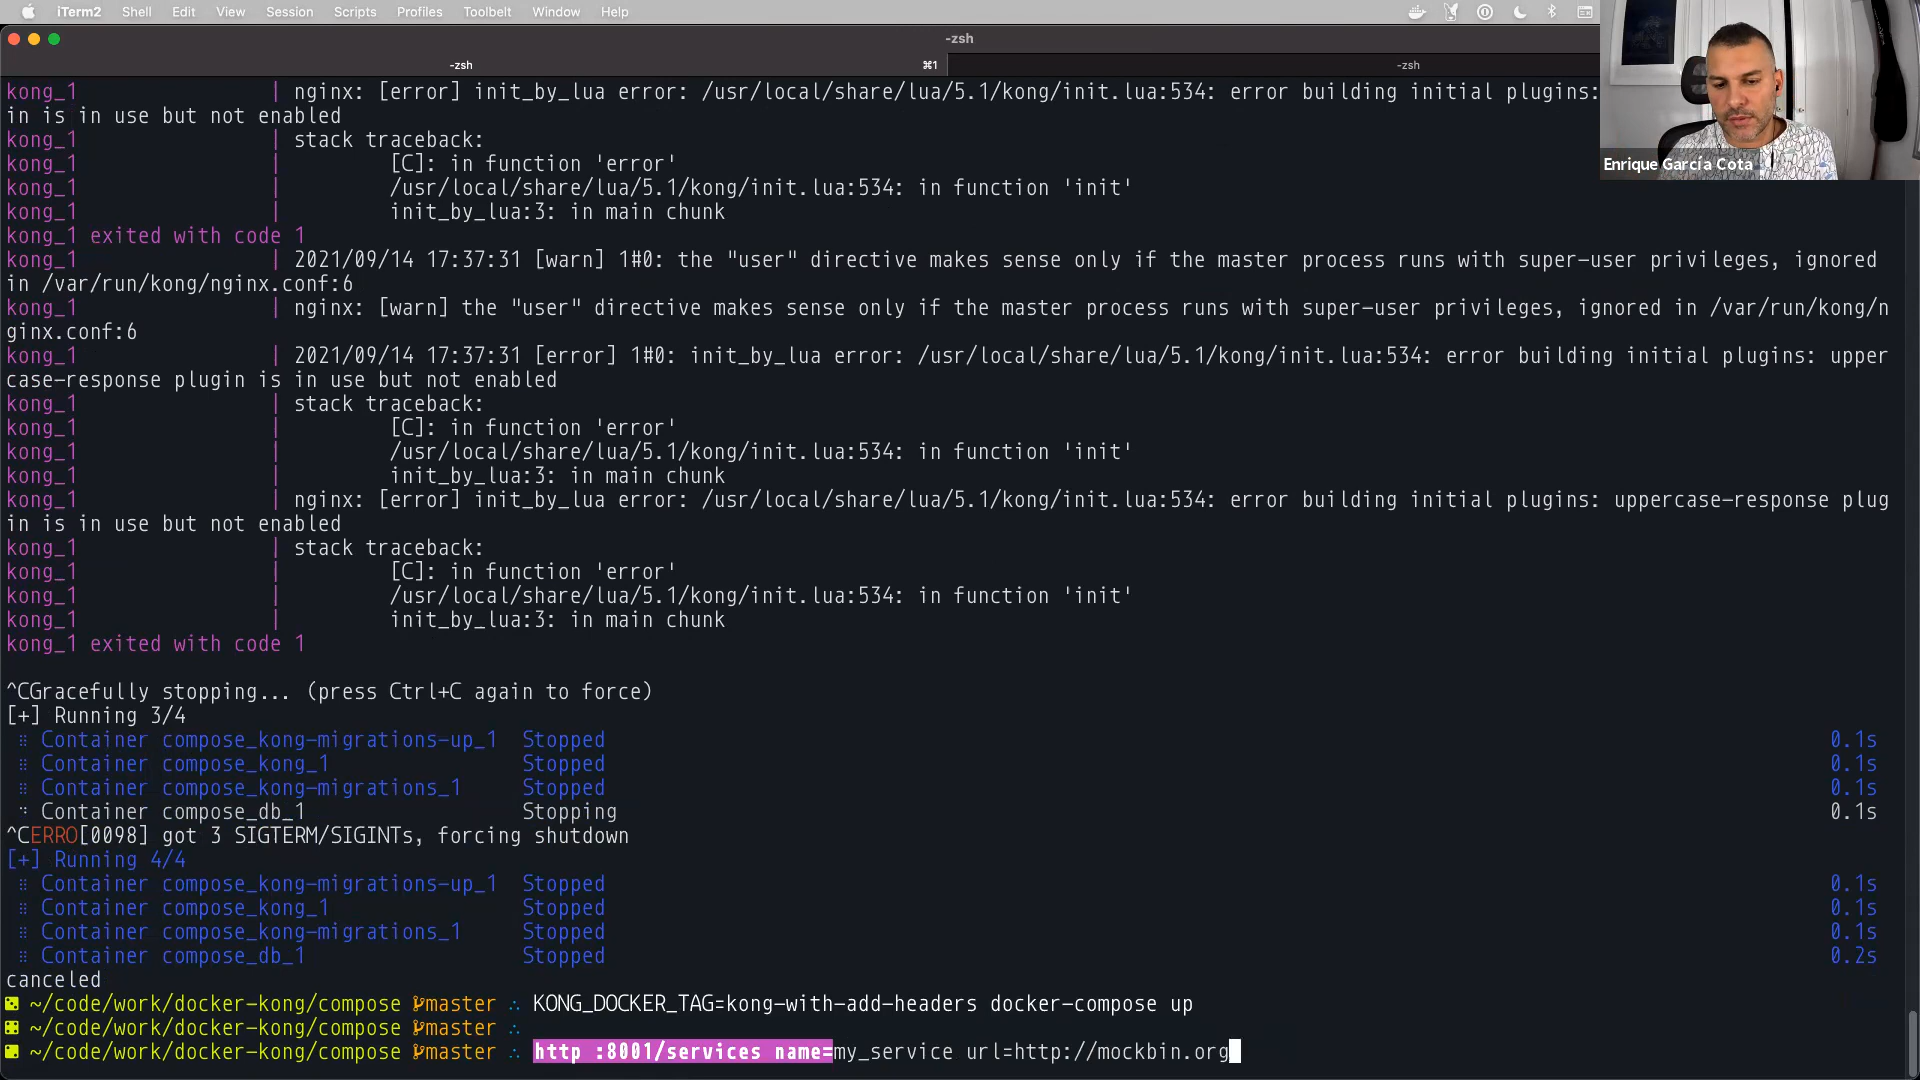 iTerm2 Shell Edit View Session Scripts Profiles Toolbelt Window Help
-zsh
-zsh ⌘1 -zsh
kong_1 | nginx: [error] init_by_lua error: /usr/local/share/lua/5.1/kong/init.lua:534: error building initial plugins:
in is in use but not enabled
kong_1 | stack traceback:
kong_1 | [C]: in function 'error'
kong_1 | /usr/local/share/lua/5.1/kong/init.lua:534: in function 'init'
kong_1 | init_by_lua:3: in main chunk
kong_1 exited with code 1
kong_1 | 2021/09/14 17:37:31 [warn] 1#0: the "user" directive makes sense only if the master process runs with super-user privileges, ignored
in /var/run/kong/nginx.conf:6
kong_1 | nginx: [warn] the "user" directive makes sense only if the master process runs with super-user privileges, ignored in /var/run/kong/n
ginx.conf:6
kong_1 | 2021/09/14 17:37:31 [error] 1#0: init_by_lua error: /usr/local/share/lua/5.1/kong/init.lua:534: error building initial plugins: upper
case-response plugin is in use but not enabled
kong_1 | stack traceback:
kong_1 | [C]: in function 'error'
kong_1 | /usr/local/share/lua/5.1/kong/init.lua:534: in function 'init'
kong_1 | init_by_lua:3: in main chunk
kong_1 | nginx: [error] init_by_lua error: /usr/local/share/lua/5.1/kong/init.lua:534: error building initial plugins: uppercase-response plug
in is in use but not enabled
kong_1 | stack traceback:
kong_1 | [C]: in function 'error'
kong_1 | /usr/local/share/lua/5.1/kong/init.lua:534: in function 'init'
kong_1 | init_by_lua:3: in main chunk
kong_1 exited with code 1
^CGracefully stopping... (press Ctrl+C again to force)
[+] Running 3/4
⠿ Container compose_kong-migrations-up_1 Stopped 0.1s
⠿ Container compose_kong_1 Stopped 0.1s
⠿ Container compose_kong-migrations_1 Stopped 0.1s
Container compose_db_1 Stopping 0.1s
^CERRO[0098] got 3 SIGTERM/SIGINTs, forcing shutdown
[+] Running 4/4
⠿ Container compose_kong-migrations-up_1 Stopped 0.1s
⠿ Container compose_kong_1 Stopped 0.1s
⠿ Container compose_kong-migrations_1 Stopped 0.1s
⠿ Container compose_db_1 Stopped 0.2s
canceled
~/code/work/docker-kong/compose master ∴ KONG_DOCKER_TAG=kong-with-add-headers docker-compose up
~/code/work/docker-kong/compose master ∴
~/code/work/docker-kong/compose master ∴ http :8001/services name=my_service url=http://mockbin.org
Enrique García Cota